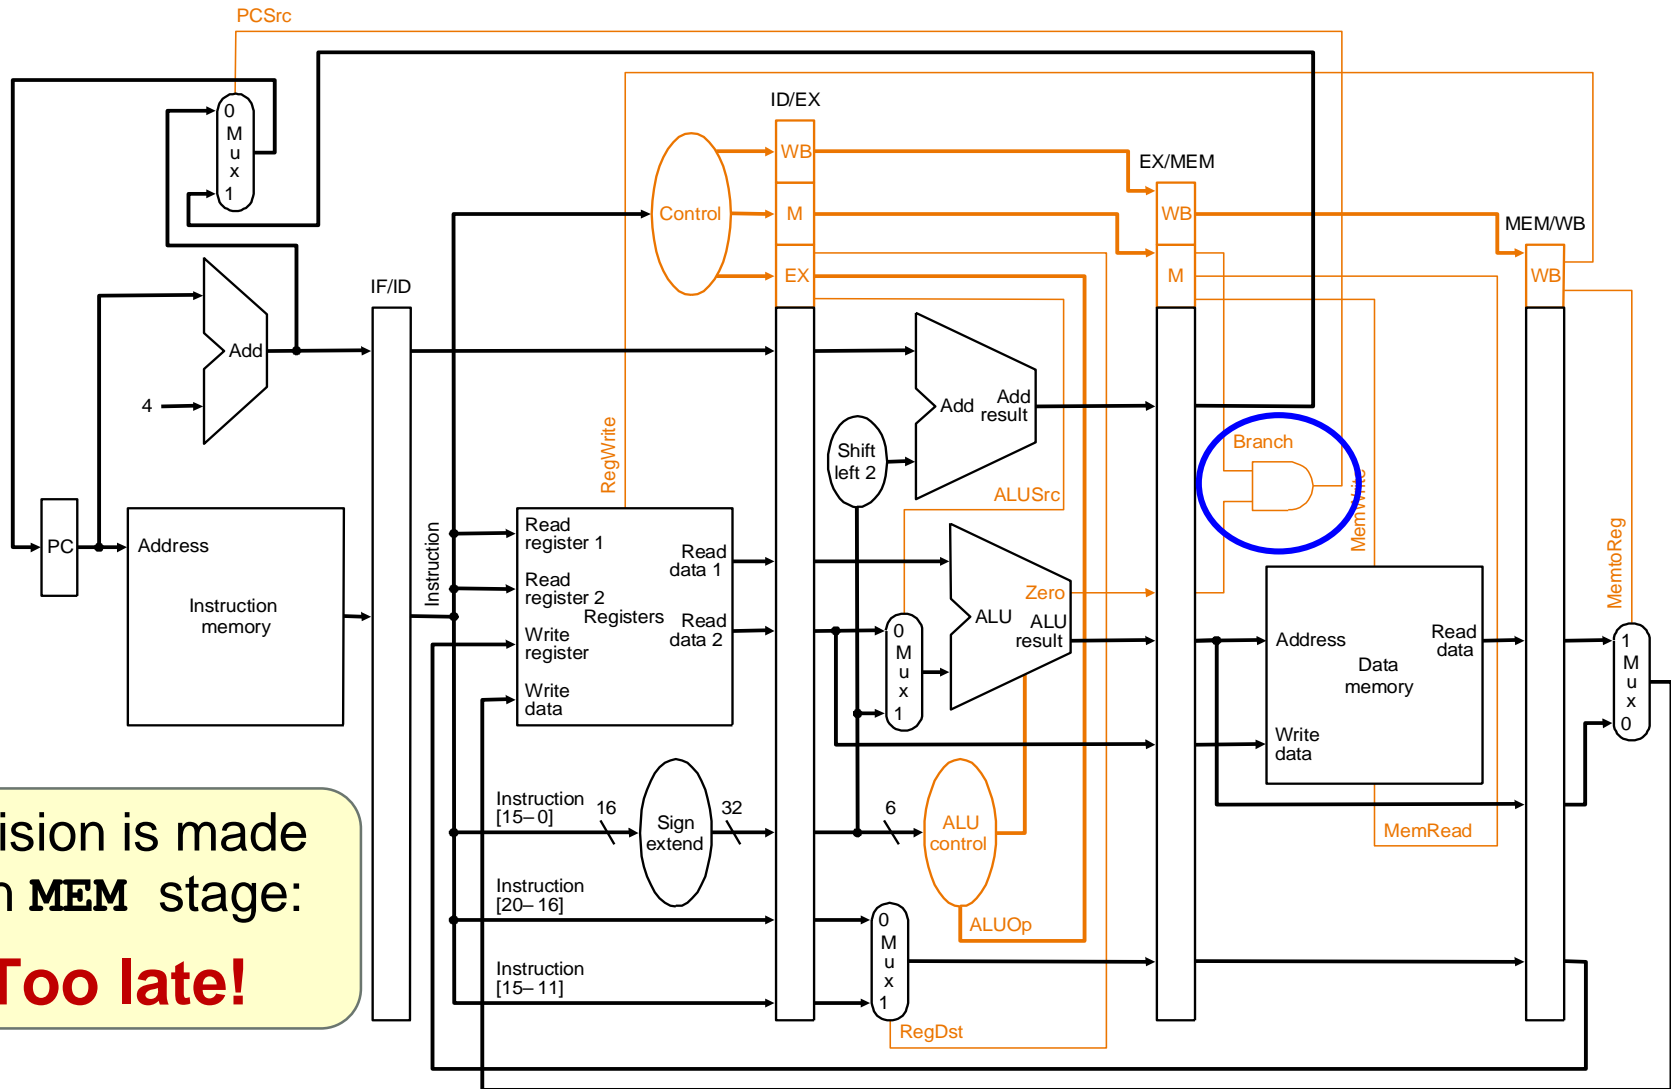 PCSrc
0
M
u
x
1
ID/EX
WB
M
EX
Control
EX/MEM
WB
M
MEM/WB
WB
IF/ID
Add
4
RegWrite
Add
Add
result
Shift
left 2
Branch
ALUSrc
MemWrite
MemtoReg
PC
Address
Instruction
memory
Instruction
Read
register 1
Read
register 2
Registers
Write
register
Write
data
Read
data 1
Read
data 2
0
M
u
x
1
Zero
ALU
ALU
result
Address
Read
data
Data
memory
Write
data
1
M
u
x
0
MemRead
Instruction
[15–0]
16
Sign
extend
32
6
ALU
control
Instruction
[20–16]
ALUOp
0
M
u
x
1
Instruction
[15–11]
RegDst
ision is made
MEM stage:
Too late!